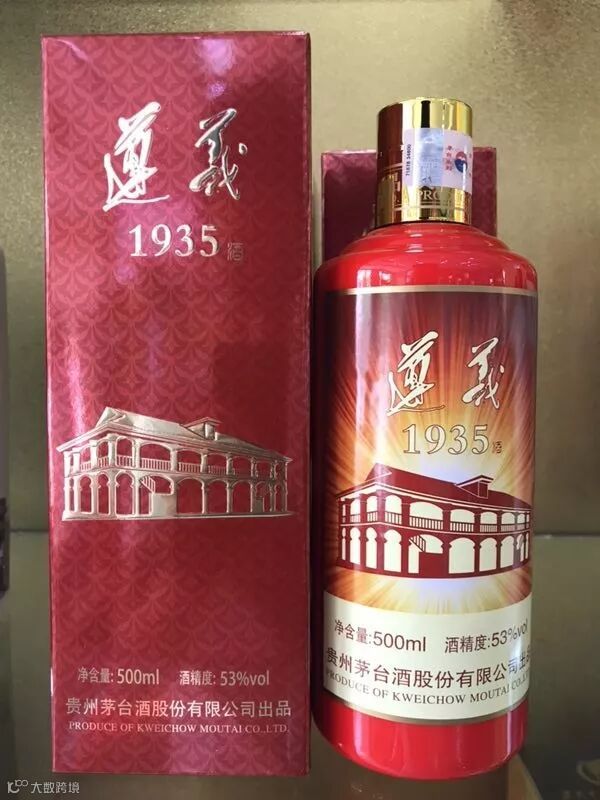 遵義
1935酒
净含量:500ml 酒精度:53%vol
贵州茅台酒股份有限公司出品
PRODUCE OF KWEICHOW MOUTAI CO.,LTD.
遵義
1935酒
净含量:500ml 酒精度:53%vol
贵州茅台酒股份有限公司出品
PRODUCE OF KWEICHOW MOUTAI CO.,LTD.
大数跨境